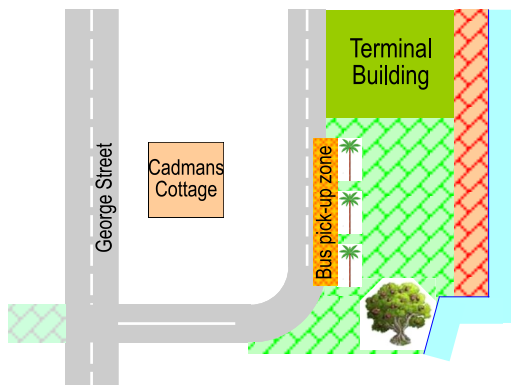 Terminal
Building
Cadmans
Cottage
George Street
Bus pick-up zone